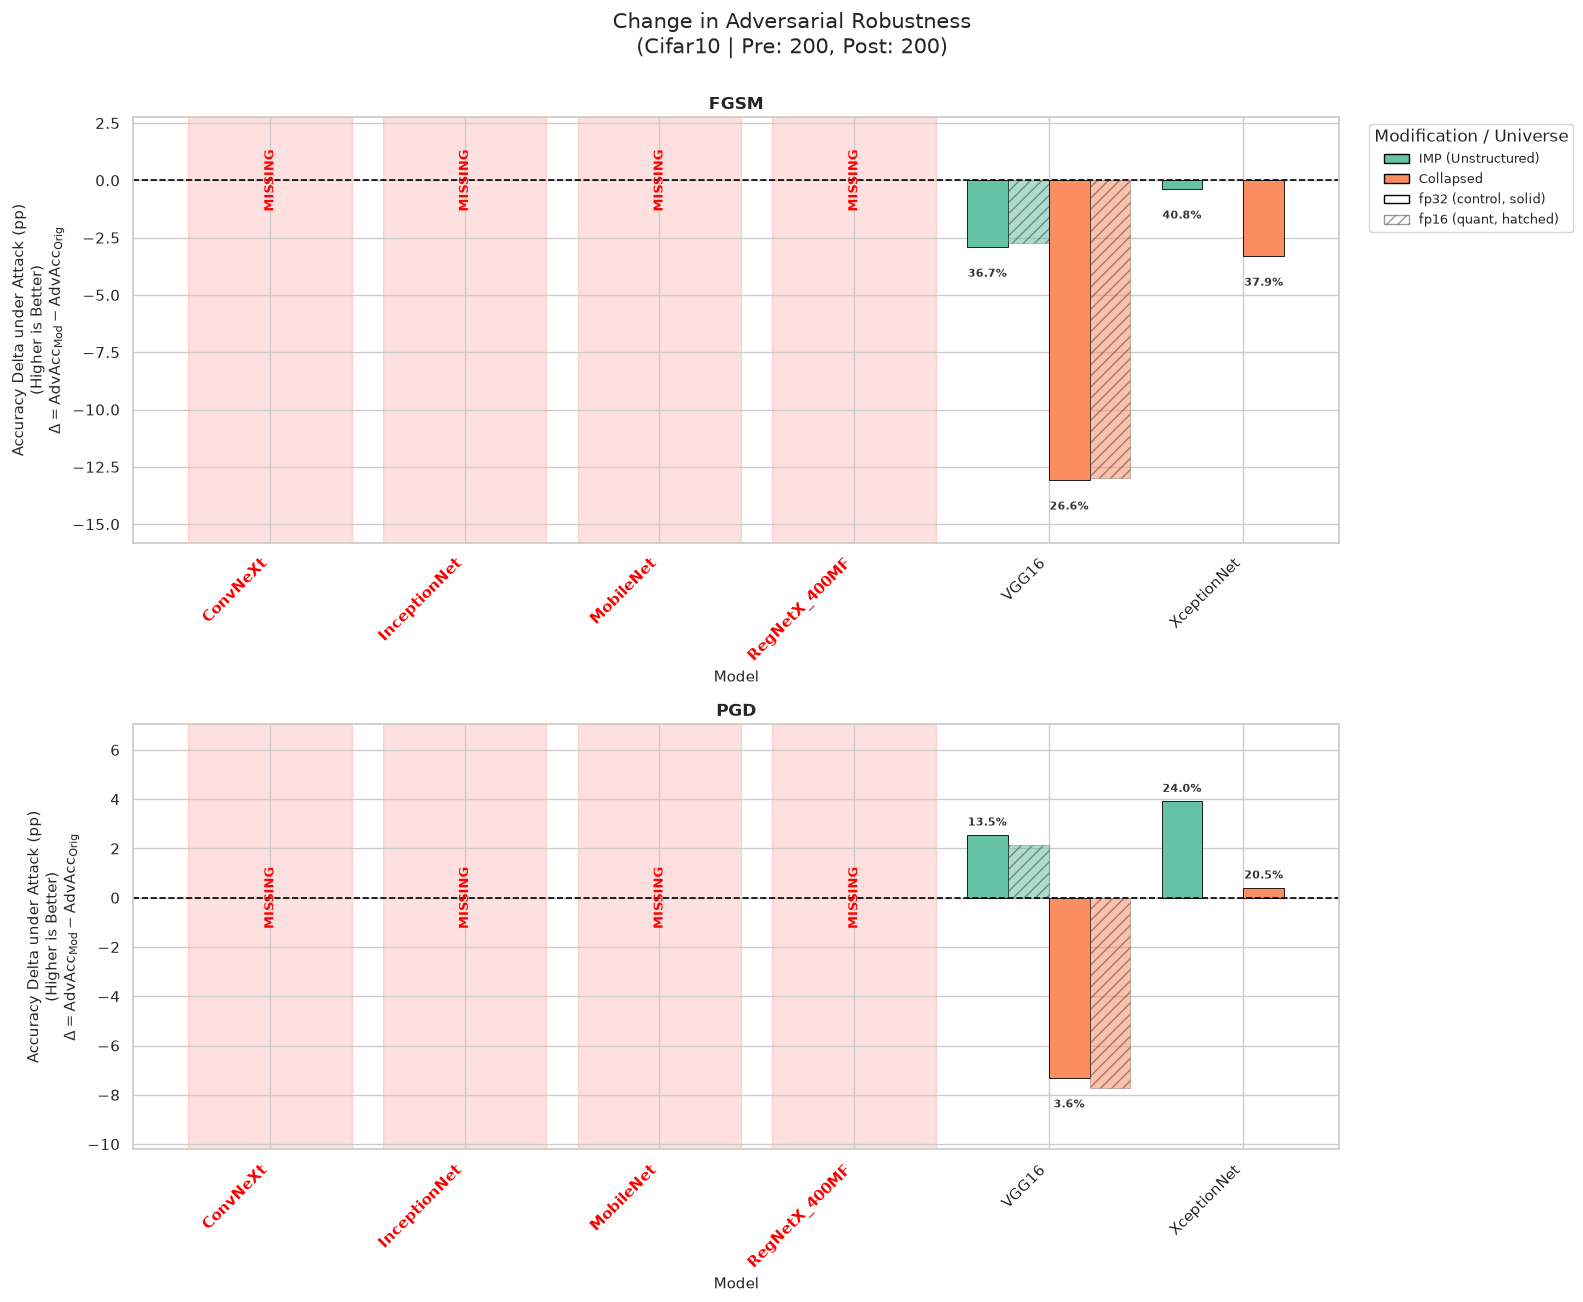 Change in Adversarial Robustness
(Cifar10 | Pre: 200, Post: 200)
FGSM
Accuracy Delta under Attack (pp)
(Higher is Better)
Δ = AdvAcc_Mod − AdvAcc_Orig
2.5
0.0
−2.5
−5.0
−7.5
−10.0
−12.5
−15.0
MISSING
MISSING
MISSING
MISSING
36.7%
26.6%
40.8%
37.9%
ConvNeXt
InceptionNet
MobileNet
RegNetX_400MF
VGG16
XceptionNet
Model
Modification / Universe
IMP (Unstructured)
Collapsed
fp32 (control, solid)
fp16 (quant, hatched)
PGD
Accuracy Delta under Attack (pp)
(Higher is Better)
Δ = AdvAcc_Mod − AdvAcc_Orig
6
4
2
0
−2
−4
−6
−8
−10
MISSING
MISSING
MISSING
MISSING
13.5%
3.6%
24.0%
20.5%
ConvNeXt
InceptionNet
MobileNet
RegNetX_400MF
VGG16
XceptionNet
Model